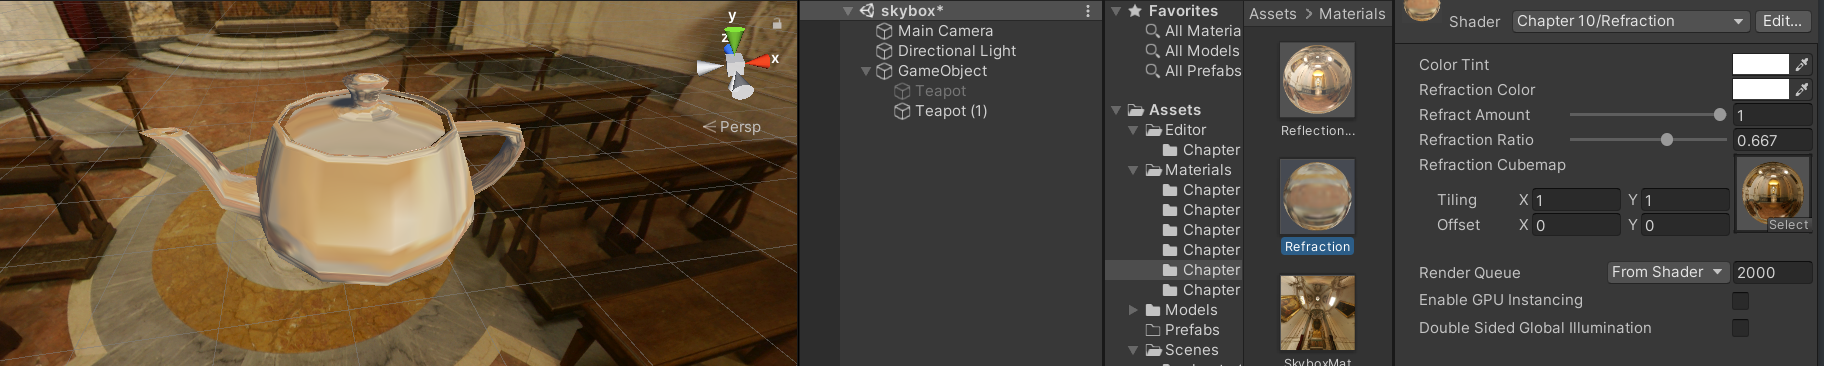 y
z
x
Persp
skybox*
Main Camera
Directional Light
GameObject
Teapot
Teapot (1)
Favorites
All Materia
All Models
All Prefabs
Assets
Editor
Chapter
Materials
Chapter
Chapter
Chapter
Chapter
Chapter
Chapter
Models
Prefabs
Scenes
Assets > Materials
Reflection...
Refraction
SkyboxMat
Shader Chapter 10/Refraction Edit...
Color Tint
Refraction Color
Refract Amount 1
Refraction Ratio 0.667
Refraction Cubemap
Tiling X 1 Y 1
Offset X 0 Y 0
Select
Render Queue From Shader 2000
Enable GPU Instancing
Double Sided Global Illumination